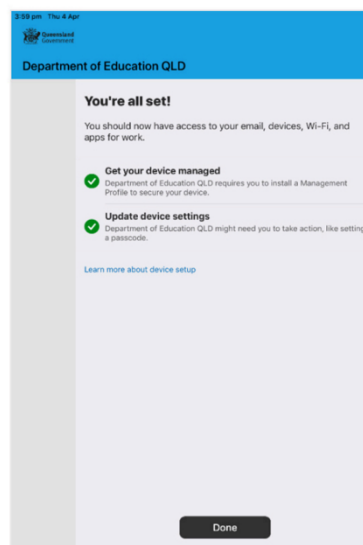 3:59 pm Thu 4 Apr
Queensland
Government
Department of Education QLD
You're all set!
You should now have access to your email, devices, Wi-Fi, and
apps for work.
Get your device managed
Department of Education QLD requires you to install a Management
Profile to secure your device.
Update device settings
Department of Education QLD might need you to take action, like setting
a passcode.
Learn more about device setup
Done